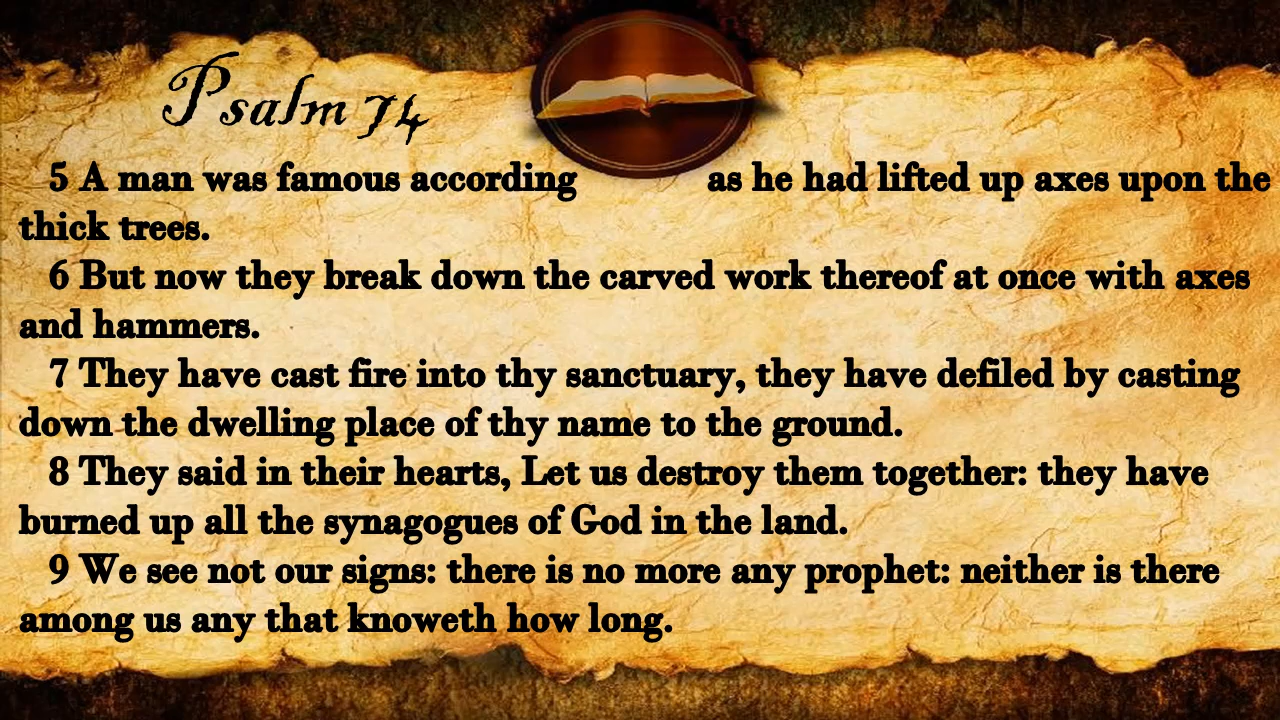 Psalm 74
5 A man was famous according as he had lifted up axes upon the
thick trees.
6 But now they break down the carved work thereof at once with axes
and hammers.
7 They have cast fire into thy sanctuary, they have defiled by casting
down the dwelling place of thy name to the ground.
8 They said in their hearts, Let us destroy them together: they have
burned up all the synagogues of God in the land.
9 We see not our signs: there is no more any prophet: neither is there
among us any that knoweth how long.